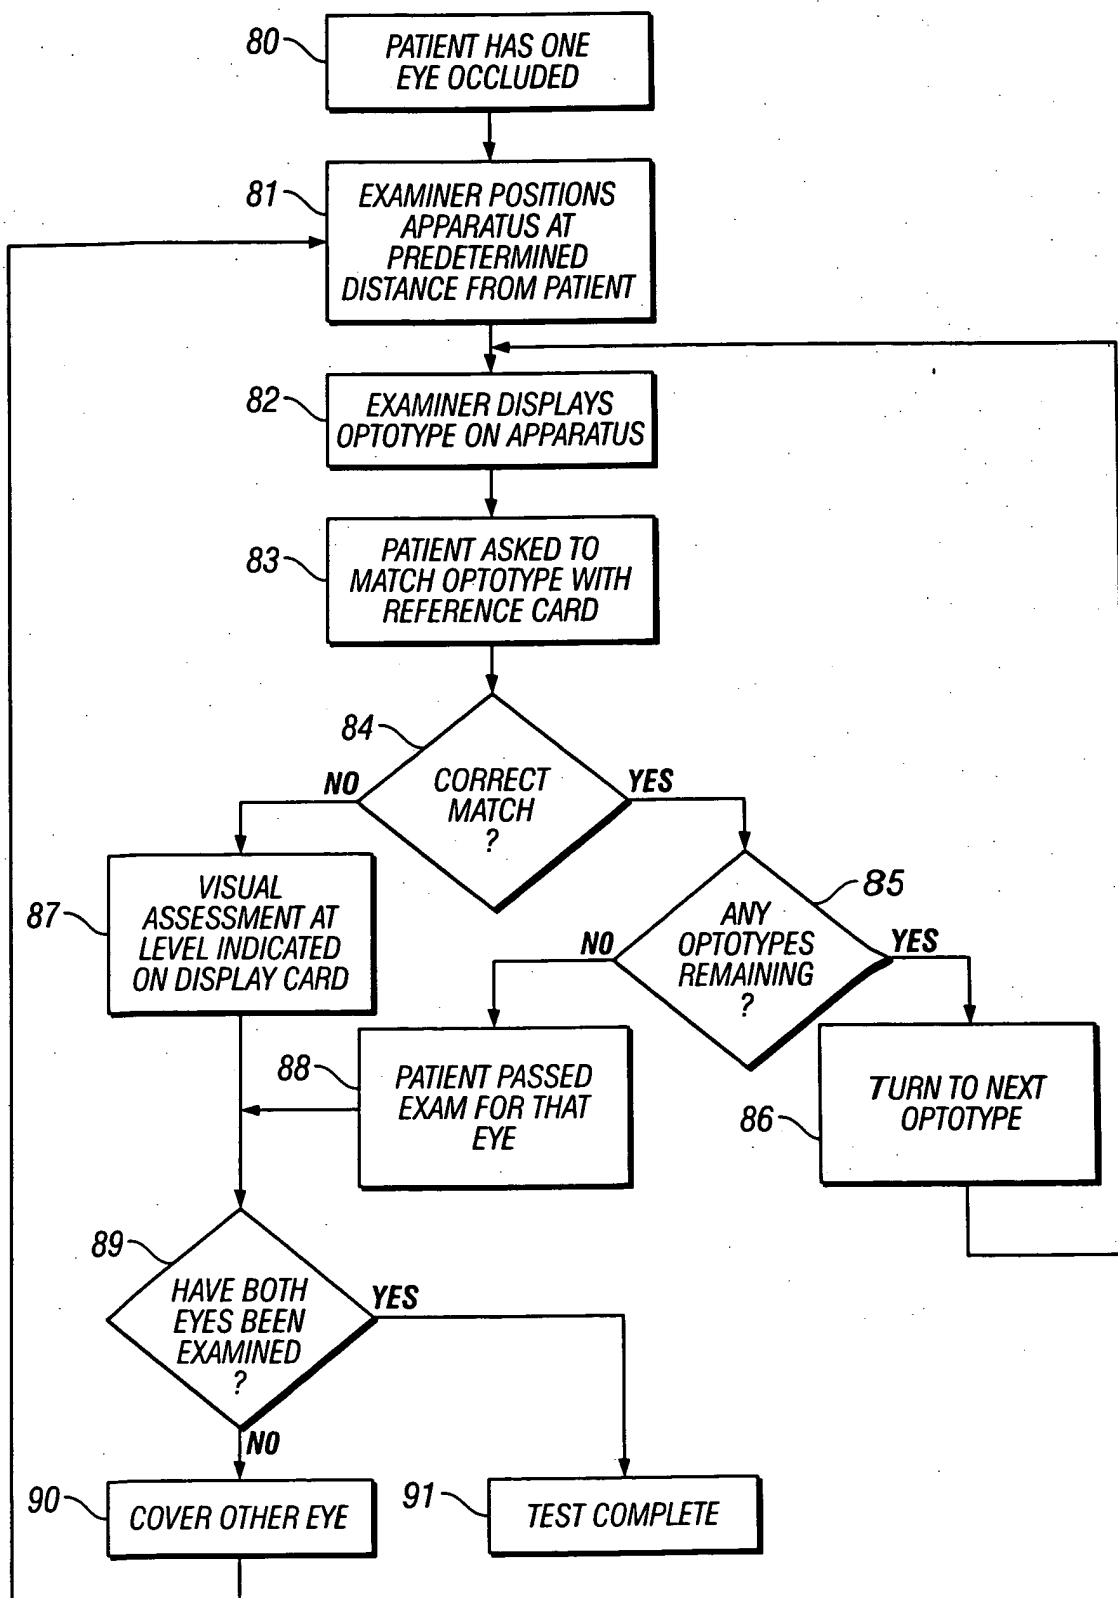 80
PATIENT HAS ONE
EYE OCCLUDED
81
EXAMINER POSITIONS
APPARATUS AT
PREDETERMINED
DISTANCE FROM PATIENT
82
EXAMINER DISPLAYS
OPTOTYPE ON APPARATUS
83
PATIENT ASKED TO
MATCH OPTOTYPE WITH
REFERENCE CARD
84
CORRECT
MATCH
?
NO
YES
85
ANY
OPTOTYPES
REMAINING
?
NO
YES
87
VISUAL
ASSESSMENT AT
LEVEL INDICATED
ON DISPLAY CARD
88
PATIENT PASSED
EXAM FOR THAT
EYE
86
TURN TO NEXT
OPTOTYPE
89
HAVE BOTH
EYES BEEN
EXAMINED
?
YES
NO
90
COVER OTHER EYE
91
TEST COMPLETE